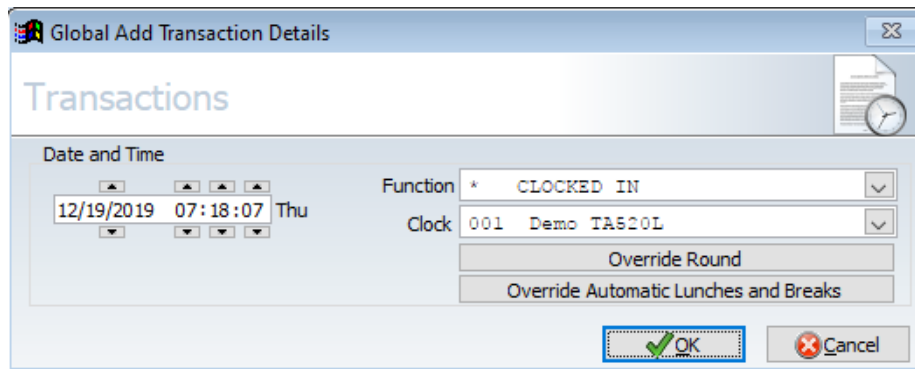 Global Add Transaction Details
Transactions
Date and Time
Function * CLOCKED IN
12/19/2019 07:18:07 Thu
Clock 001 Demo TA520L
Override Round
Override Automatic Lunches and Breaks
OK Cancel